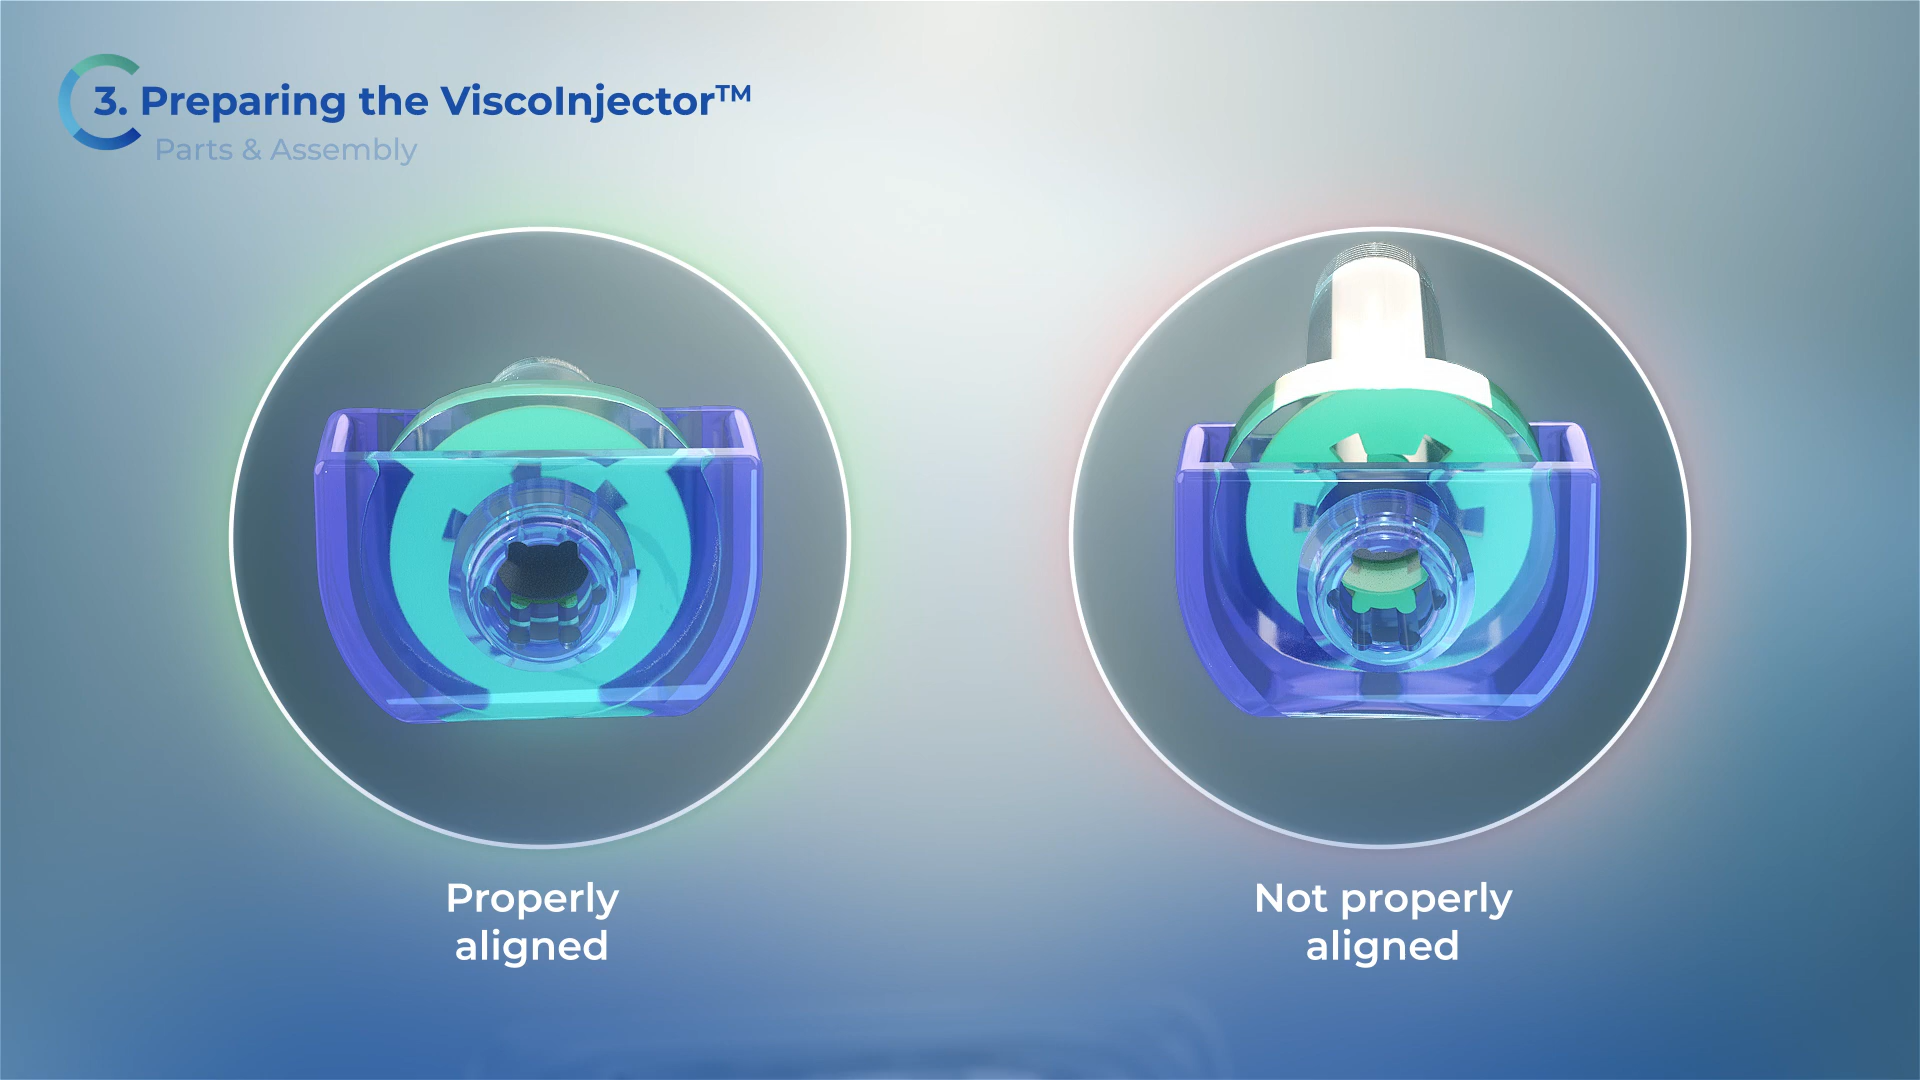 3. Preparing the ViscoInjector™
Parts & Assembly
Properly
aligned
Not properly
aligned